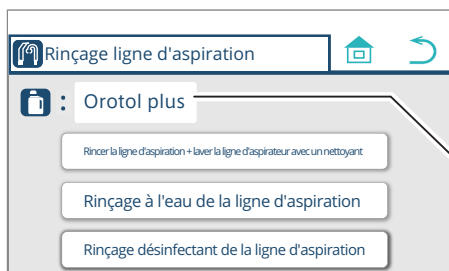 Rinçage ligne d'aspiration
: Orotol plus
Rincer la ligne d'aspiration + laver la ligne d'aspirateur avec un nettoyant
Rinçage à l'eau de la ligne d'aspiration
Rinçage désinfectant de la ligne d'aspiration